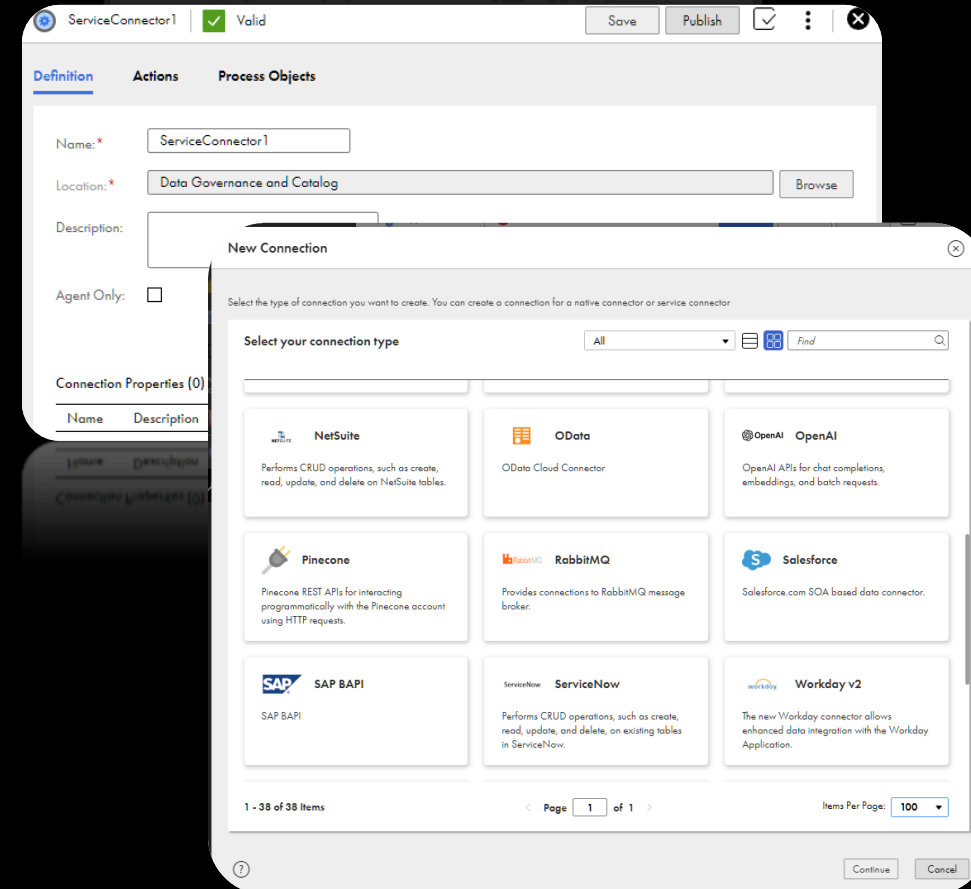 ServiceConnector1 Valid Save Publish
Definition Actions Process Objects
Name:* ServiceConnector1
Location:* Data Governance and Catalog Browse
Description:
Agent Only:
Connection Properties (0)
Name Description
Name Description
Connection Properties (0)
New Connection
Select the type of connection you want to create. You can create a connection for a native connector or service connector
Select your connection type All Find
NETSUITE NetSuite
Performs CRUD operations, such as create,
read, update, and delete on NetSuite tables.
OData
OData Cloud Connector
OpenAI OpenAI
OpenAI APIs for chat completions,
embeddings, and batch requests.
Pinecone
Pinecone REST APIs for interacting
programmatically with the Pinecone account
using HTTP requests.
RabbitMQ RabbitMQ
Provides connections to RabbitMQ message
broker.
S Salesforce
Salesforce.com SOA based data connector.
SAP SAP BAPI
SAP BAPI
ServiceNow ServiceNow
Performs CRUD operations, such as create,
read, update, and delete, on existing tables
in ServiceNow.
workday Workday v2
The new Workday connector allows
enhanced data integration with the Workday
Application.
1 - 38 of 38 Items Page 1 of 1 Items Per Page: 100
? Continue Cancel